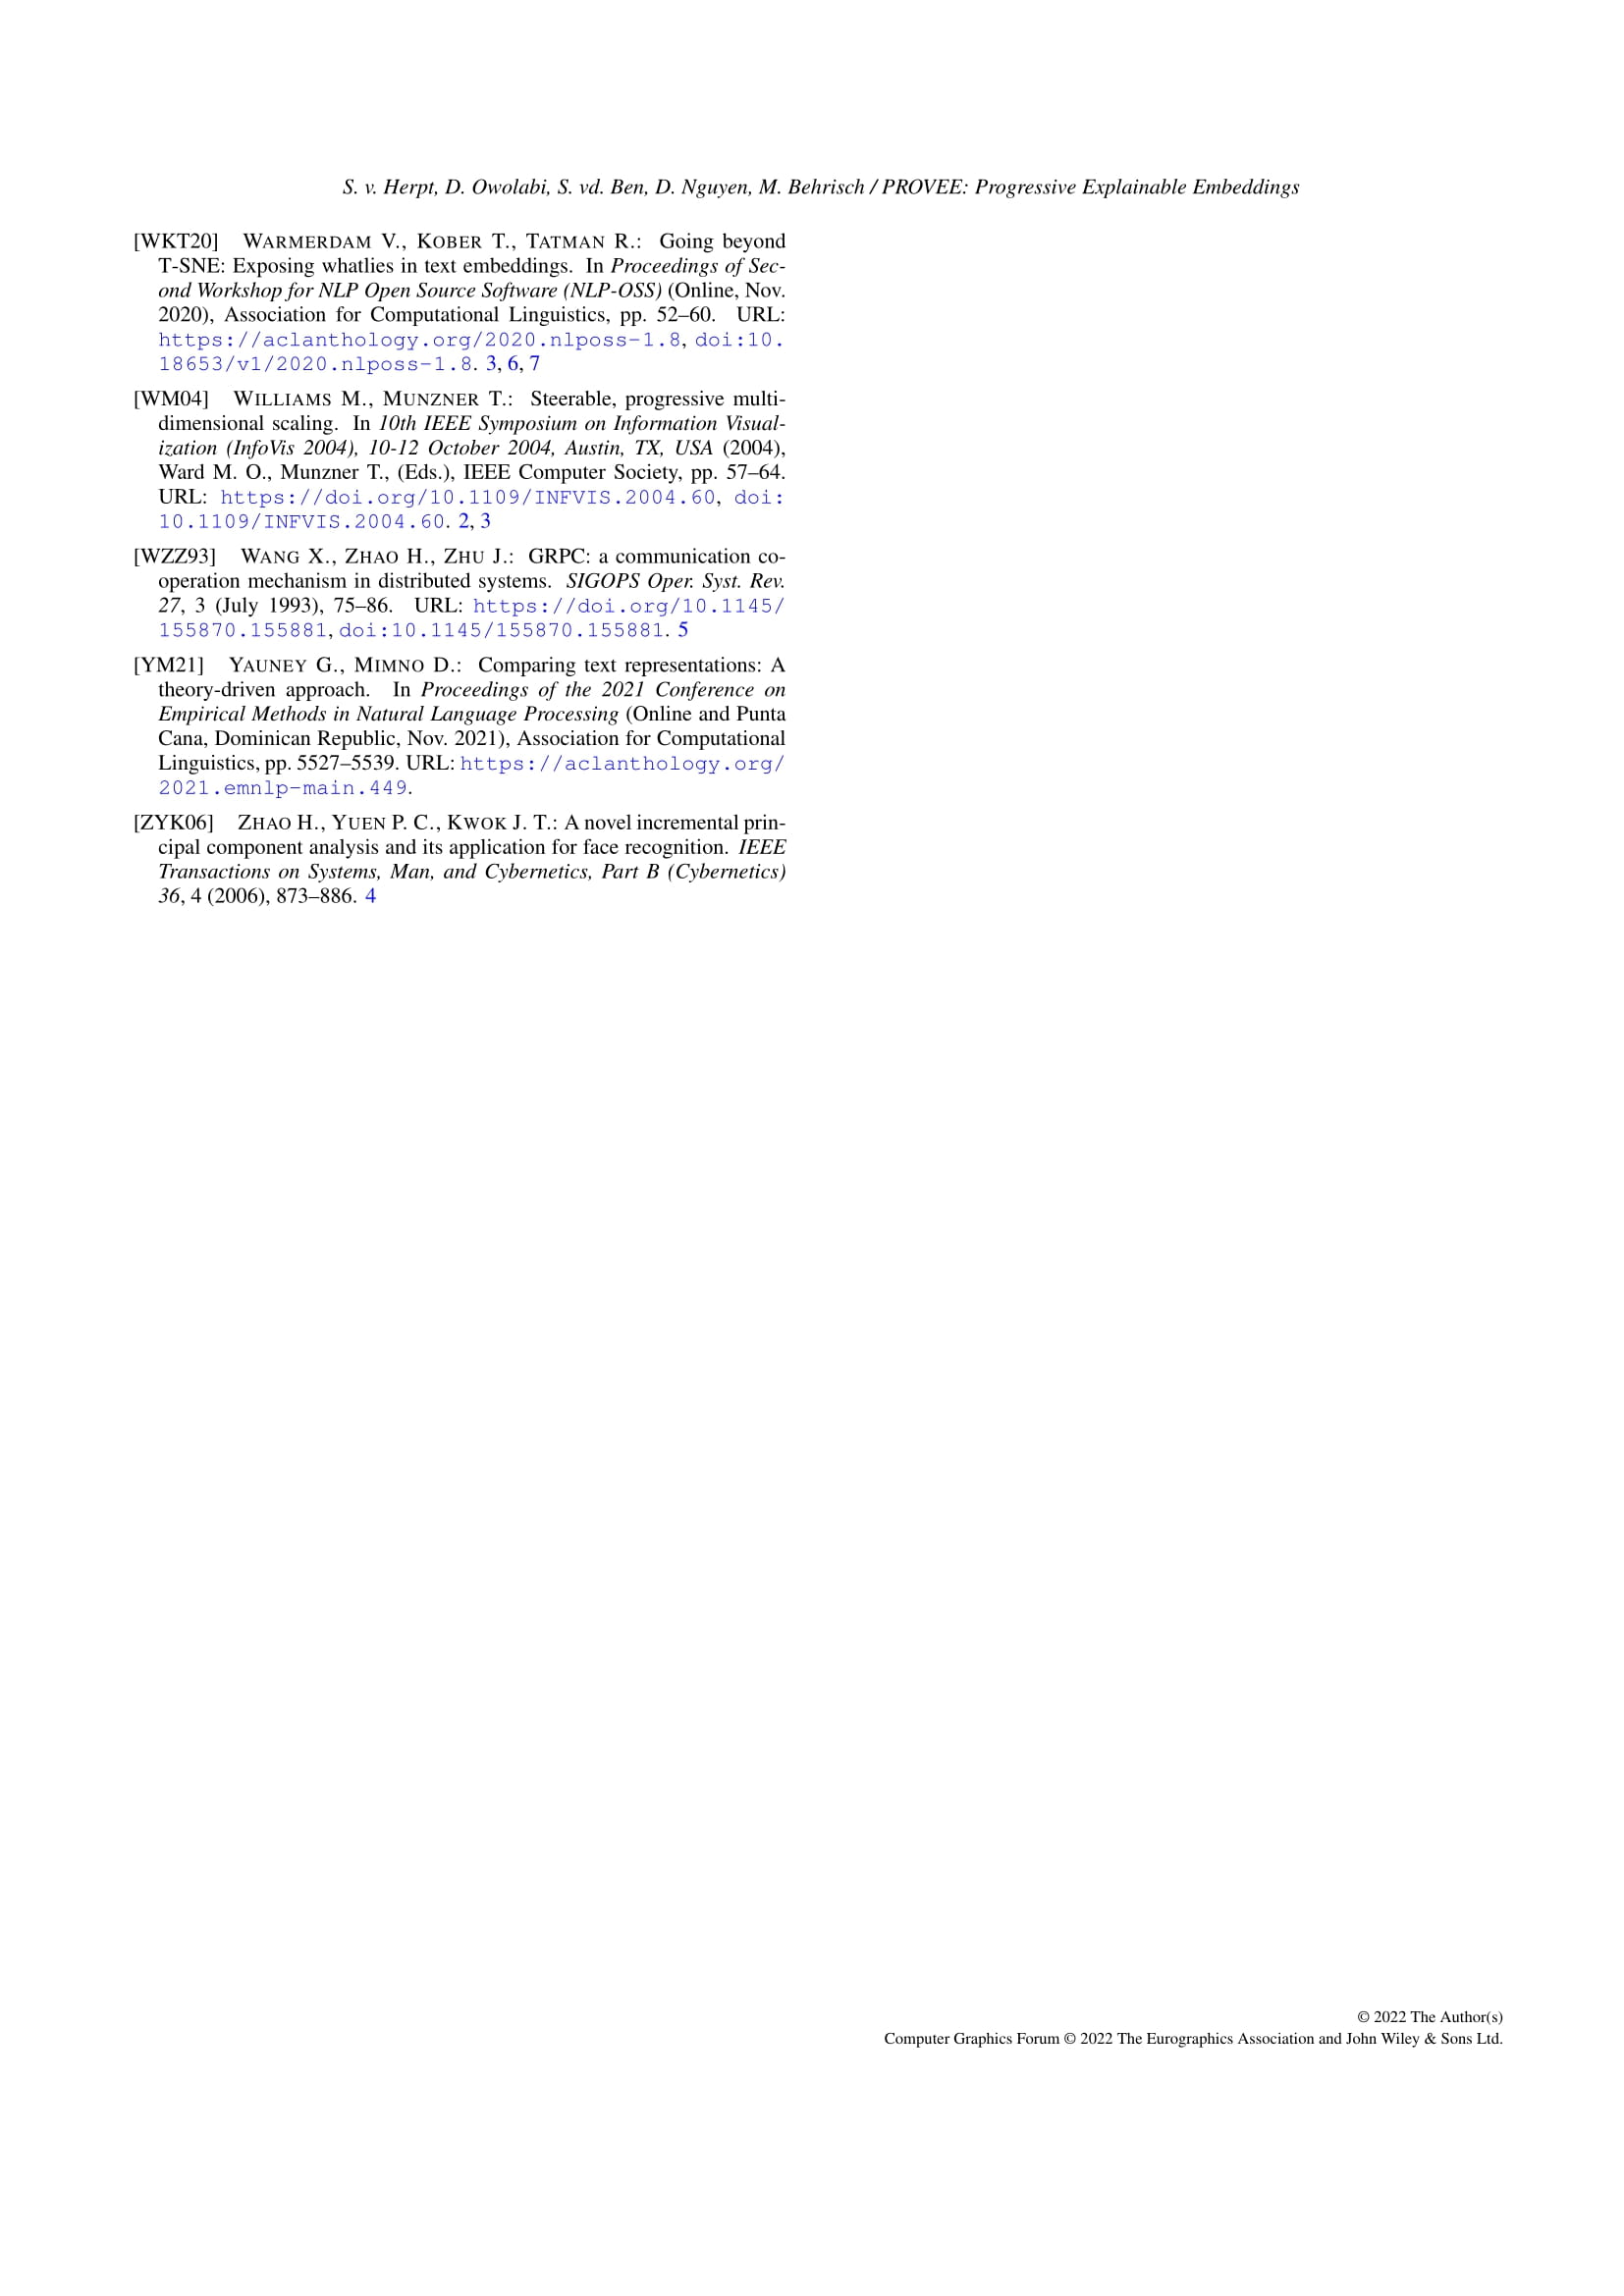 S. v. Herpt, D. Owolabi, S. vd. Ben, D. Nguyen, M. Behrisch / PROVEE: Progressive Explainable Embeddings
[WKT20] WARMERDAM V., KOBER T., TATMAN R.: Going beyond
T-SNE: Exposing whatlies in text embeddings. In Proceedings of Sec-
ond Workshop for NLP Open Source Software (NLP-OSS) (Online, Nov.
2020), Association for Computational Linguistics, pp. 52–60. URL:
https://aclanthology.org/2020.nlposs-1.8, doi:10.
18653/v1/2020.nlposs-1.8. 3, 6, 7
[WM04] WILLIAMS M., MUNZNER T.: Steerable, progressive multi-
dimensional scaling. In 10th IEEE Symposium on Information Visual-
ization (InfoVis 2004), 10-12 October 2004, Austin, TX, USA (2004),
Ward M. O., Munzner T., (Eds.), IEEE Computer Society, pp. 57–64.
URL: https://doi.org/10.1109/INFVIS.2004.60, doi:
10.1109/INFVIS.2004.60. 2, 3
[WZZ93] WANG X., ZHAO H., ZHU J.: GRPC: a communication co-
operation mechanism in distributed systems. SIGOPS Oper. Syst. Rev.
27, 3 (July 1993), 75–86. URL: https://doi.org/10.1145/
155870.155881, doi:10.1145/155870.155881. 5
[YM21] YAUNEY G., MIMNO D.: Comparing text representations: A
theory-driven approach. In Proceedings of the 2021 Conference on
Empirical Methods in Natural Language Processing (Online and Punta
Cana, Dominican Republic, Nov. 2021), Association for Computational
Linguistics, pp. 5527–5539. URL: https://aclanthology.org/
2021.emnlp-main.449.
[ZYK06] ZHAO H., YUEN P. C., KWOK J. T.: A novel incremental prin-
cipal component analysis and its application for face recognition. IEEE
Transactions on Systems, Man, and Cybernetics, Part B (Cybernetics)
36, 4 (2006), 873–886. 4
© 2022 The Author(s)
Computer Graphics Forum © 2022 The Eurographics Association and John Wiley & Sons Ltd.